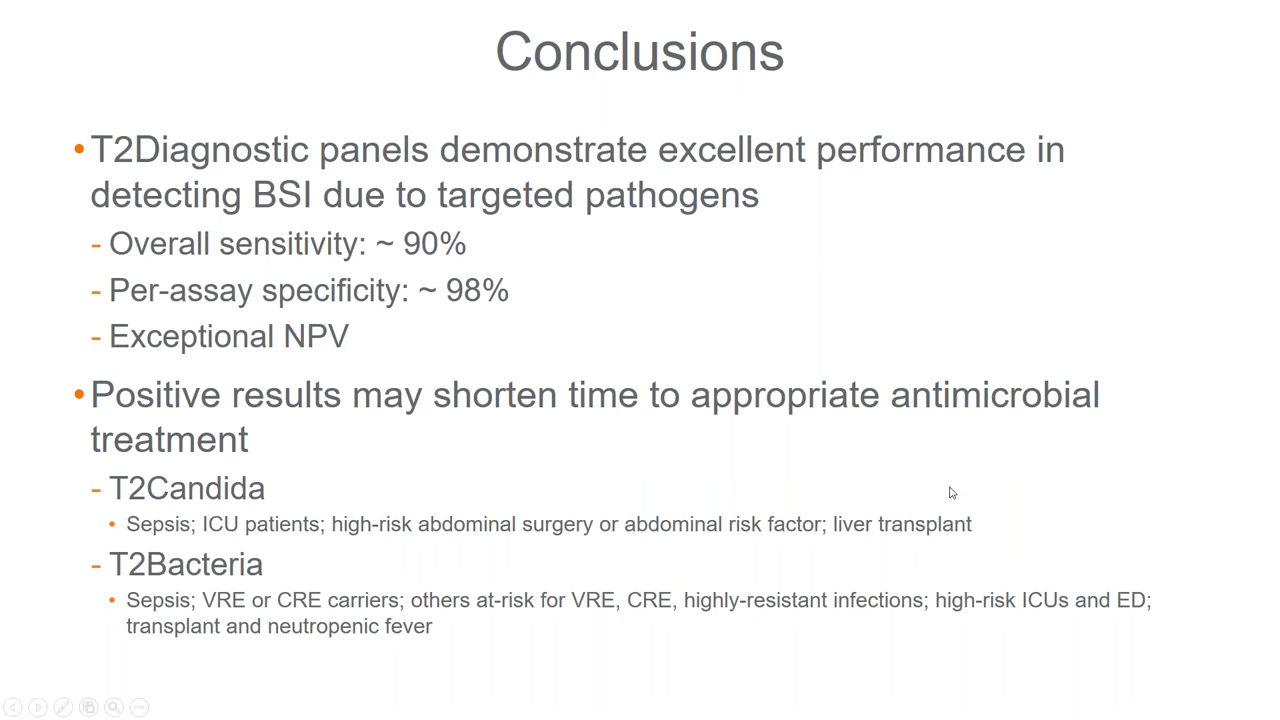 Conclusions
•T2Diagnostic panels demonstrate excellent performance in
detecting BSI due to targeted pathogens
- Overall sensitivity: ~ 90%
- Per-assay specificity: ~ 98%
- Exceptional NPV
•Positive results may shorten time to appropriate antimicrobial
treatment
- T2Candida
• Sepsis; ICU patients; high-risk abdominal surgery or abdominal risk factor; liver transplant
- T2Bacteria
• Sepsis; VRE or CRE carriers; others at-risk for VRE, CRE, highly-resistant infections; high-risk ICUs and ED;
transplant and neutropenic fever